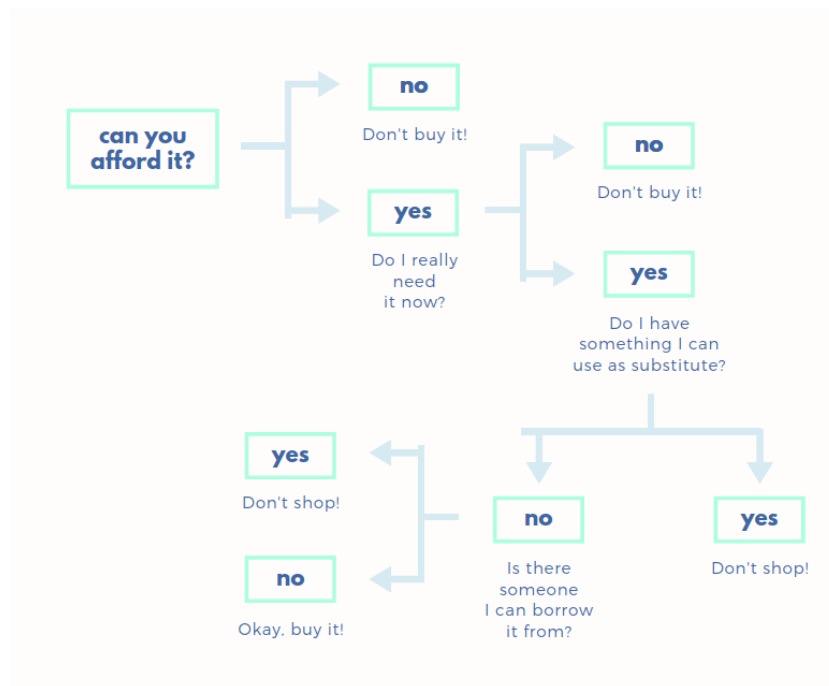 can you
afford it?
no
Don't buy it!
yes
Do I really
need
it now?
no
Don't buy it!
yes
Do I have
something I can
use as substitute?
no
Is there
someone
I can borrow
it from?
yes
Don't shop!
yes
Don't shop!
no
Okay, buy it!